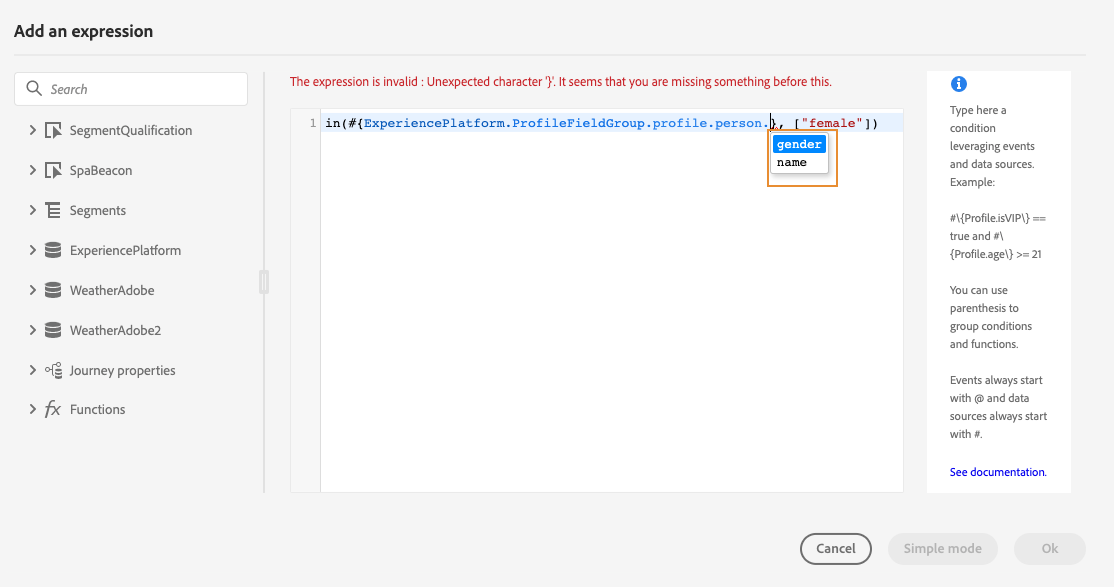 Add an expression
Search
SegmentQualification
SpaBeacon
Segments
ExperiencePlatform
WeatherAdobe
WeatherAdobe2
Journey properties
fx Functions
The expression is invalid : Unexpected character '}'. It seems that you are missing something before this.
1 in(#{ExperiencePlatform.ProfileFieldGroup.profile.person.}, ["female"])
gender
name
Type here a
condition
leveraging events
and data sources.
Example:
#\{Profile.isVIP\} ==
true and #\
{Profile.age\} >= 21
You can use
parenthesis to
group conditions
and functions.
Events always start
with @ and data
sources always start
with #.
See documentation.
Cancel
Simple mode
Ok